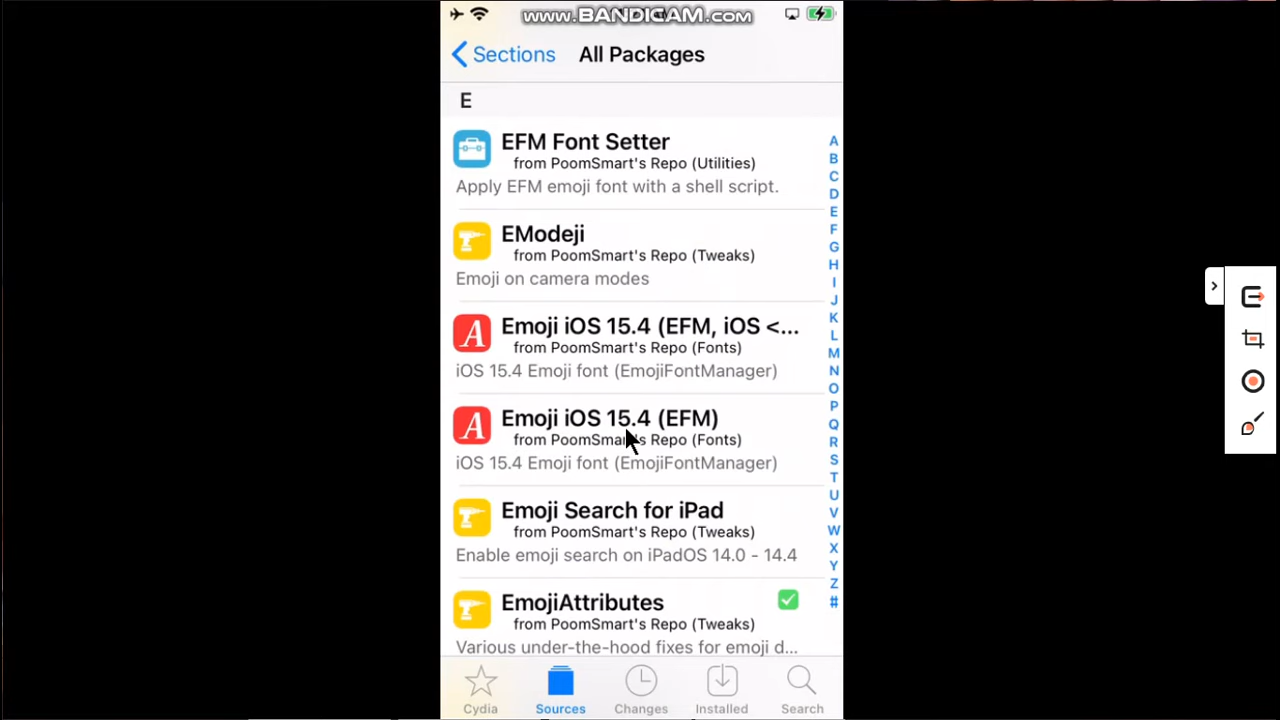 www.BANDICAM.com
Sections
All Packages
E
EFM Font Setter
from PoomSmart's Repo (Utilities)
Apply EFM emoji font with a shell script.
EModeji
from PoomSmart's Repo (Tweaks)
Emoji on camera modes
Emoji iOS 15.4 (EFM, iOS <...
from PoomSmart's Repo (Fonts)
iOS 15.4 Emoji font (EmojiFontManager)
Emoji iOS 15.4 (EFM)
from PoomSmart's Repo (Fonts)
iOS 15.4 Emoji font (EmojiFontManager)
Emoji Search for iPad
from PoomSmart's Repo (Tweaks)
Enable emoji search on iPadOS 14.0 - 14.4
EmojiAttributes
from PoomSmart's Repo (Tweaks)
Various under-the-hood fixes for emoji d...
A
B
C
D
E
F
G
H
I
J
K
L
M
N
O
P
Q
R
S
T
U
V
W
X
Y
Z
#
Cydia
Sources
Changes
Installed
Search